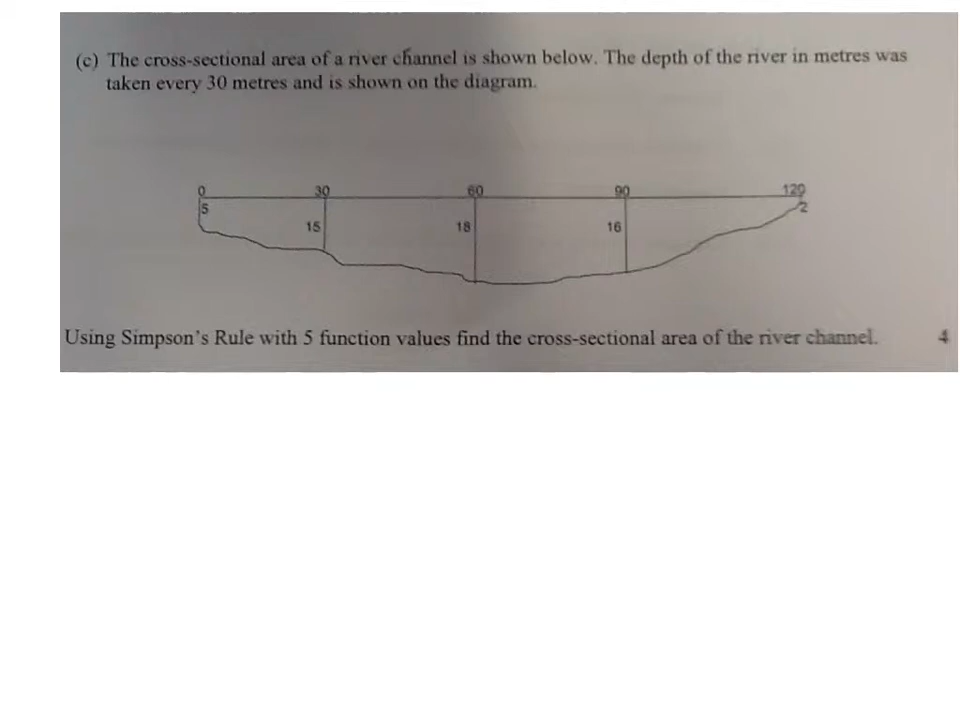 (c) The cross-sectional area of a river channel is shown below. The depth of the river in metres was
taken every 30 metres and is shown on the diagram.
0 30 60 90 120
5 15 18 16 2
Using Simpson's Rule with 5 function values find the cross-sectional area of the river channel. 4